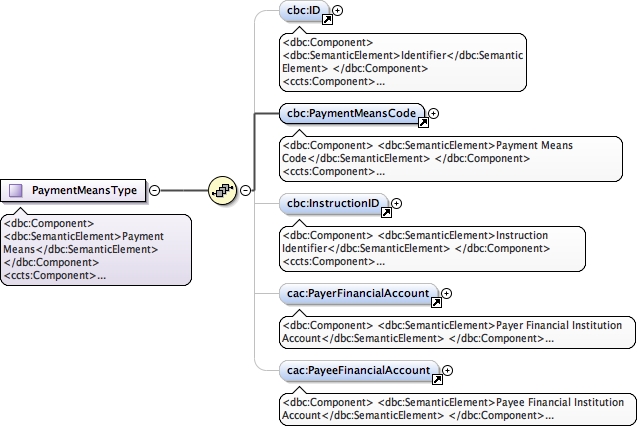 cbc:ID
<dbc:Component>
<dbc:SemanticElement>Identifier</dbc:Semantic
Element> </dbc:Component>
<ccts:Component>...
cbc:PaymentMeansCode
<dbc:Component> <dbc:SemanticElement>Payment Means
Code</dbc:SemanticElement> </dbc:Component>
<ccts:Component>...
PaymentMeansType
<dbc:Component>
<dbc:SemanticElement>Payment
Means</dbc:SemanticElement>
</dbc:Component>
<ccts:Component>...
cbc:InstructionID
<dbc:Component> <dbc:SemanticElement>Instruction
Identifier</dbc:SemanticElement> </dbc:Component>
<ccts:Component>...
cac:PayerFinancialAccount
<dbc:Component> <dbc:SemanticElement>Payer Financial Institution
Account</dbc:SemanticElement> </dbc:Component>...
cac:PayeeFinancialAccount
<dbc:Component> <dbc:SemanticElement>Payee Financial Institution
Account</dbc:SemanticElement> </dbc:Component>...